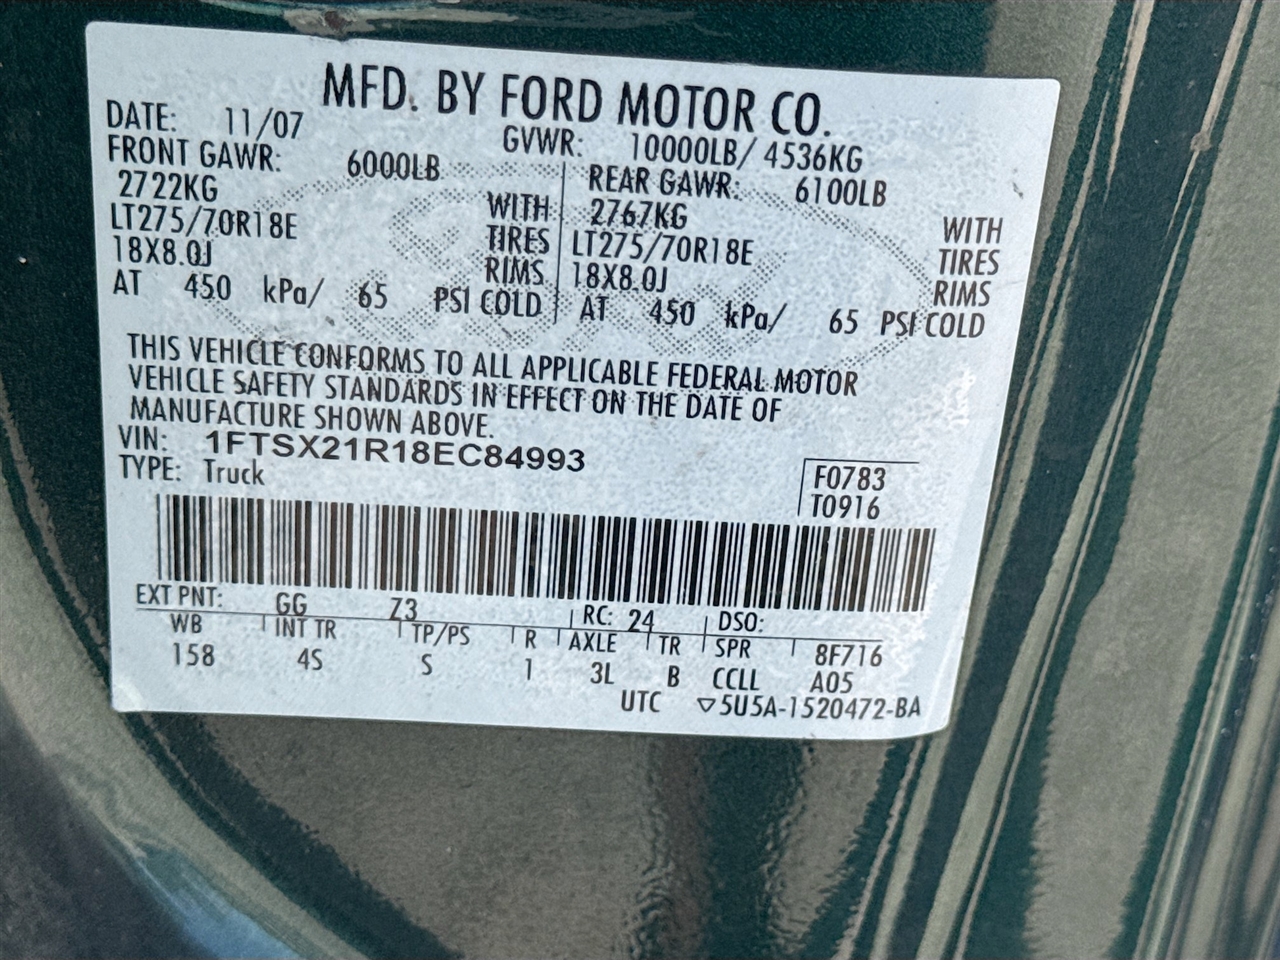 MFD. BY FORD MOTOR CO.
DATE: 11/07 GVWR: 10000LB/ 4536KG
FRONT GAWR: 6000LB REAR GAWR: 6100LB
2722KG WITH 2767KG WITH
LT275/70R18E TIRES LT275/70R18E TIRES
18X8.0J RIMS 18X8.0J RIMS
AT 450 kPa/ 65 PSI COLD AT 450 kPa/ 65 PSI COLD
THIS VEHICLE CONFORMS TO ALL APPLICABLE FEDERAL MOTOR
VEHICLE SAFETY STANDARDS IN EFFECT ON THE DATE OF
MANUFACTURE SHOWN ABOVE.
VIN: 1FTSX21R18EC84993
TYPE: Truck
F0783
T0916
EXT PNT: GG Z3 RC: 24 DSO:
WB INT TR TP/PS R AXLE TR SPR 8F716
158 4S S 1 3L B CCLL A05
UTC ▽5U5A-1520472-BA